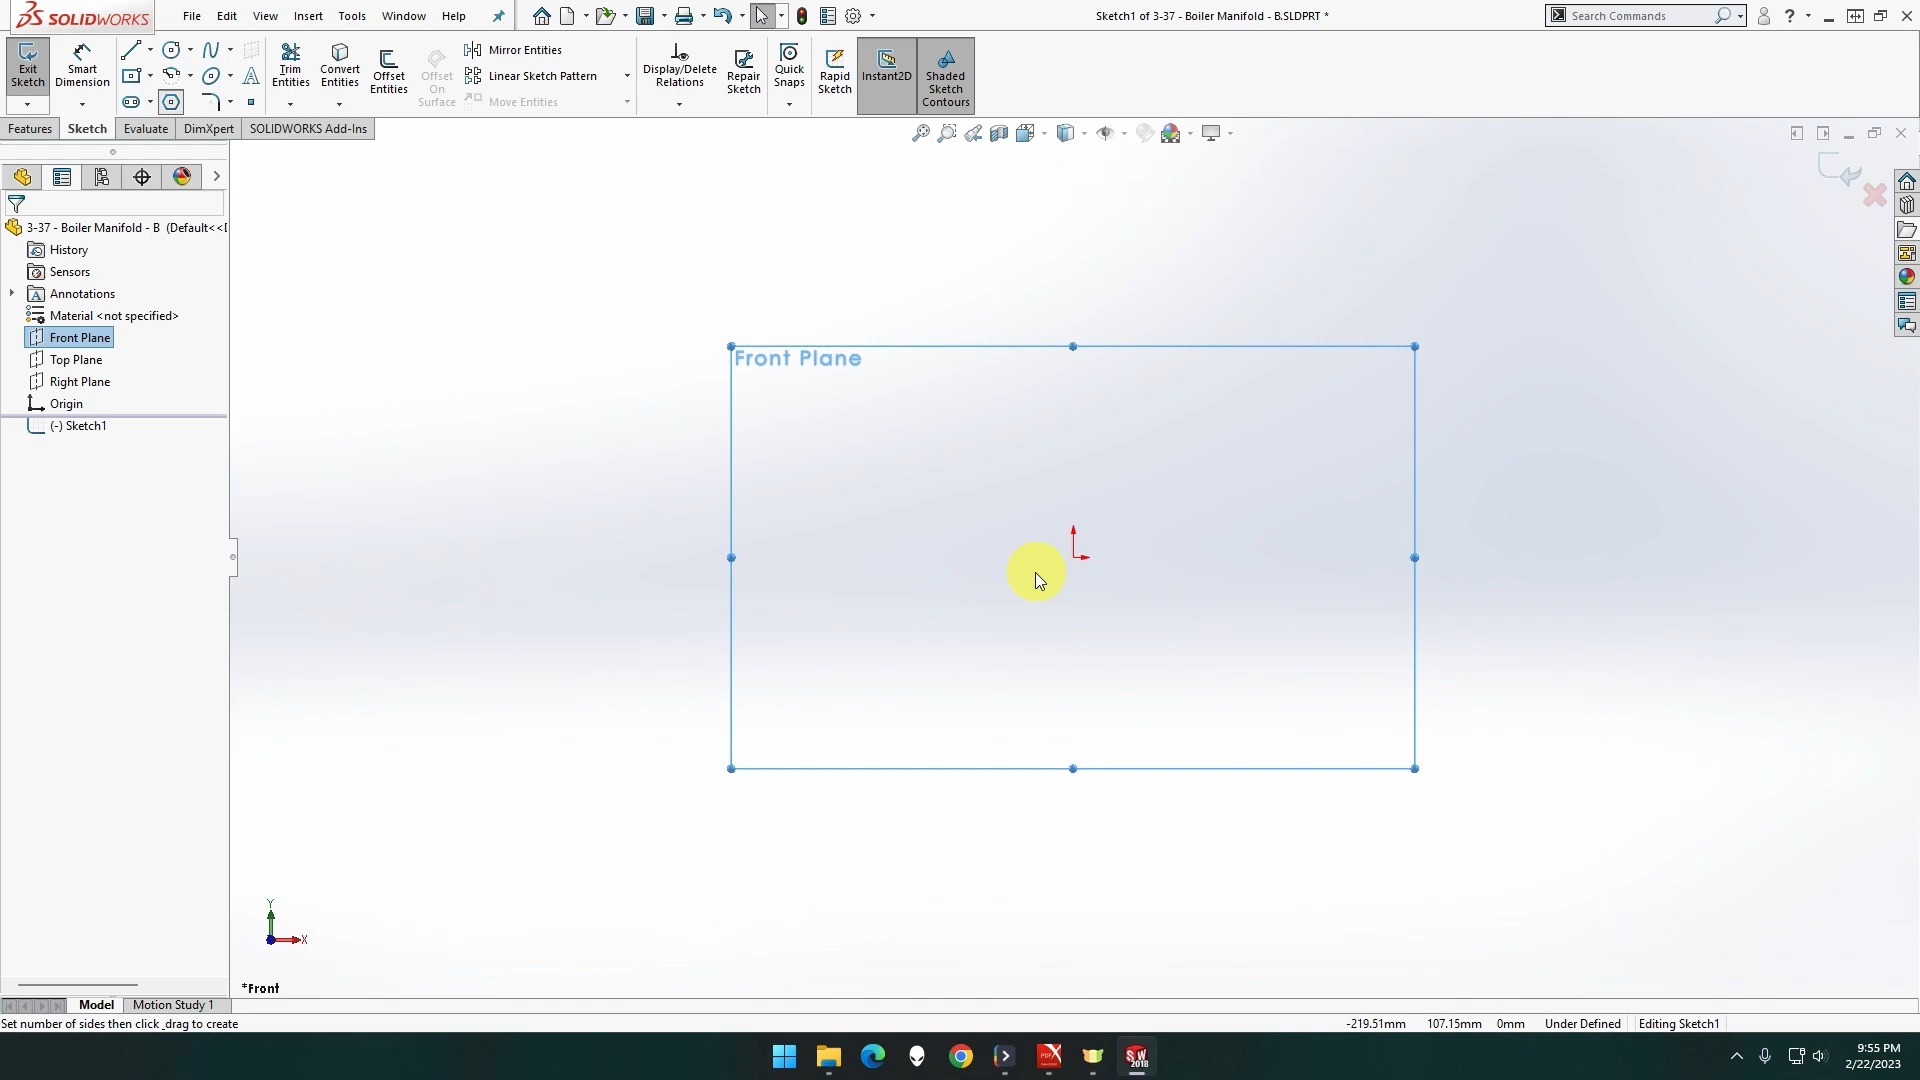 SOLIDWORKS
File Edit View Insert Tools Window Help
Sketch1 of 3-37 - Boiler Manifold - B.SLDPRT *
Search Commands
Exit Sketch
Smart Dimension
Trim Entities
Convert Entities
Offset Entities
Offset On Surface
Mirror Entities
Linear Sketch Pattern
Move Entities
Display/Delete Relations
Repair Sketch
Quick Snaps
Rapid Sketch
Instant2D
Shaded Sketch Contours
Features Sketch Evaluate DimXpert SOLIDWORKS Add-Ins
3-37 - Boiler Manifold - B (Default<<
History
Sensors
Annotations
Material <not specified>
Front Plane
Top Plane
Right Plane
Origin
(-) Sketch1
Front Plane
Y
X
*Front
Model Motion Study 1
Set number of sides then click_drag to create
-219.51mm 107.15mm 0mm Under Defined Editing Sketch1
PDF
SW
2018
9:55 PM
2/22/2023